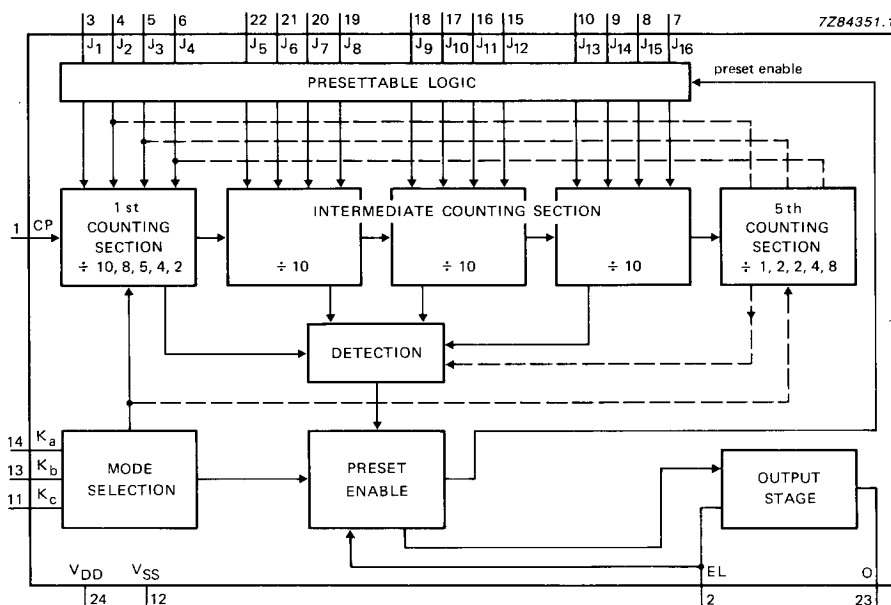 3 4 5 6 22 21 20 19 18 17 16 15 10 9 8 7 7Z84351.1
J1 J2 J3 J4 J5 J6 J7 J8 J9 J10 J11 J12 J13 J14 J15 J16
PRESETTABLE LOGIC
preset enable
1 CP
1 st
COUNTING
SECTION
÷ 10, 8, 5, 4, 2
INTERMEDIATE COUNTING SECTION
÷ 10
÷ 10
÷ 10
5 th
COUNTING
SECTION
÷ 1, 2, 2, 4, 8
DETECTION
14 Ka
13 Kb
11 Kc
MODE
SELECTION
PRESET
ENABLE
OUTPUT
STAGE
VDD VSS EL O
24 12 2 23